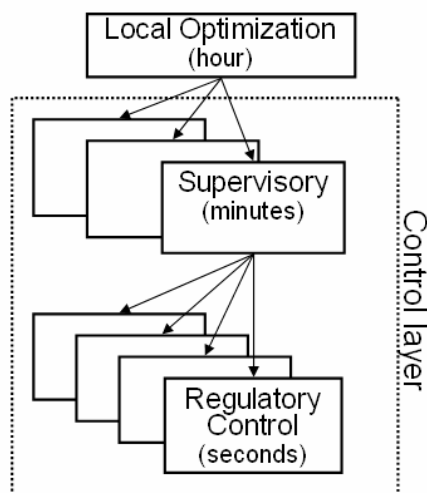 Local Optimization
(hour)
Supervisory
(minutes)
Control layer
Regulatory
Control
(seconds)